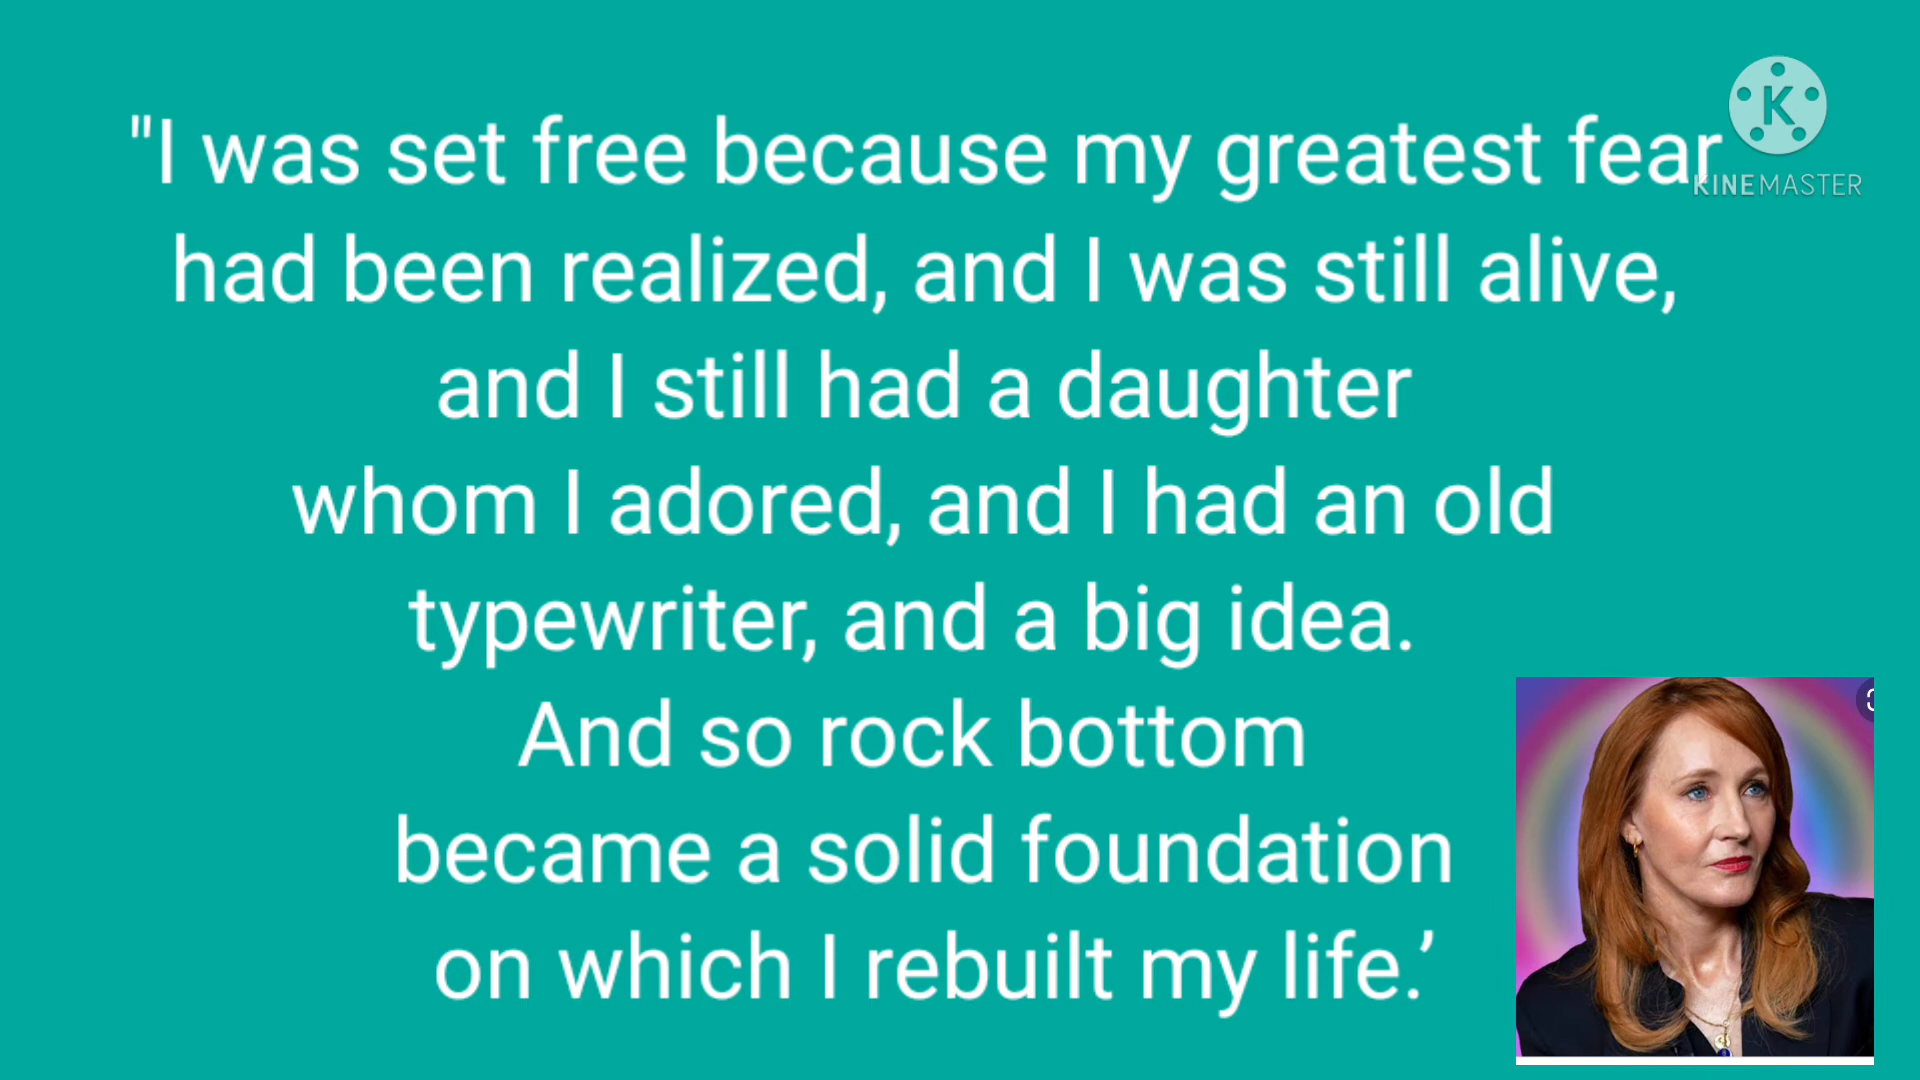 "I was set free because my greatest fear
had been realized, and I was still alive,
and I still had a daughter
whom I adored, and I had an old
typewriter, and a big idea.
And so rock bottom
became a solid foundation
on which I rebuilt my life.’
K
KINEMASTER